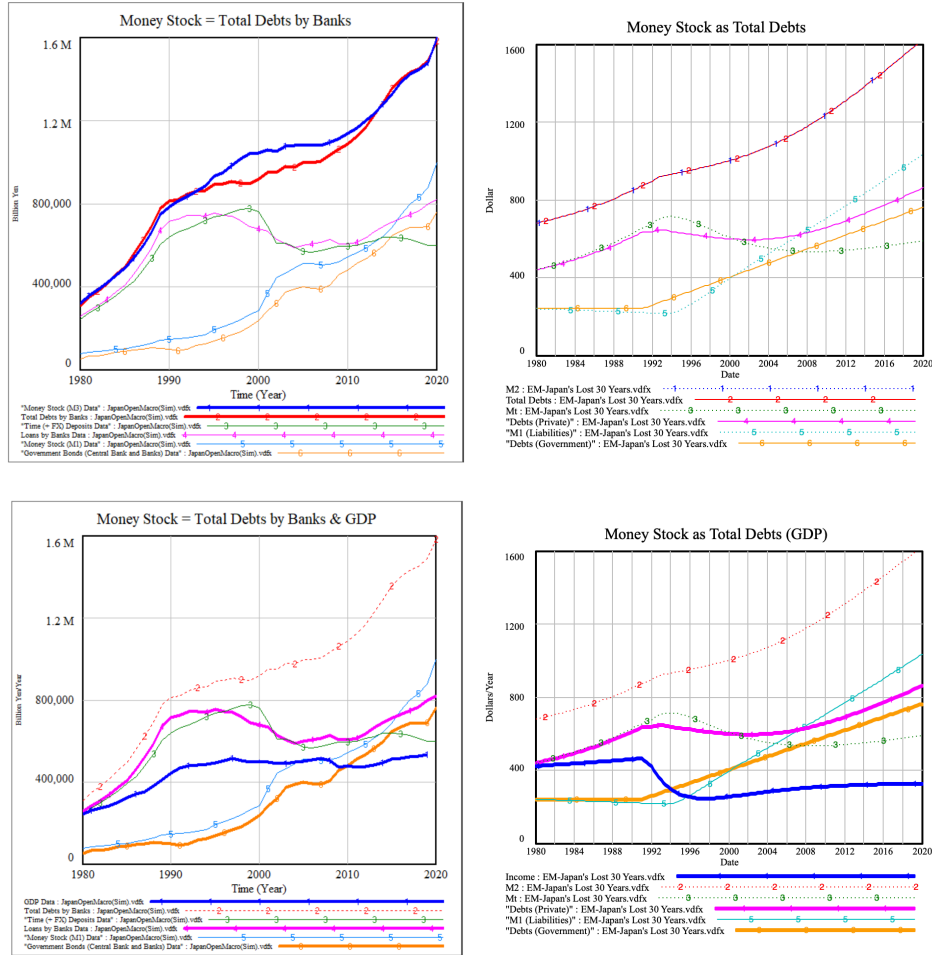 Money Stock = Total Debts by Banks
1.6 M
1.2 M
800,000
400,000
0
Billion Yen
1980 1990 2000 2010 2020
Time (Year)
"Money Stock (M3) Data" : JapanOpenMacro(Sim).vdfx
Total Debts by Banks : JapanOpenMacro(Sim).vdfx
"Time (+ FX) Deposits Data" : JapanOpenMacro(Sim).vdfx
Loans by Banks Data : JapanOpenMacro(Sim).vdfx
"Money Stock (M1) Data" : JapanOpenMacro(Sim).vdfx
"Government Bonds (Central Bank and Banks) Data" : JapanOpenMacro(Sim).vdfx
Money Stock as Total Debts
1600
1200
800
400
0
Dollar
1980 1984 1988 1992 1996 2000 2004 2008 2012 2016 2020
Date
M2 : EM-Japan's Lost 30 Years.vdfx
Total Debts : EM-Japan's Lost 30 Years.vdfx
Mt : EM-Japan's Lost 30 Years.vdfx
"Debts (Private)" : EM-Japan's Lost 30 Years.vdfx
"M1 (Liabilities)" : EM-Japan's Lost 30 Years.vdfx
"Debts (Government)" : EM-Japan's Lost 30 Years.vdfx
Money Stock = Total Debts by Banks & GDP
1.6 M
1.2 M
800,000
400,000
0
Billion Yen/Year
1980 1990 2000 2010 2020
Time (Year)
GDP Data : JapanOpenMacro(Sim).vdfx
Total Debts by Banks : JapanOpenMacro(Sim).vdfx
"Time (+ FX) Deposits Data" : JapanOpenMacro(Sim).vdfx
Loans by Banks Data : JapanOpenMacro(Sim).vdfx
"Money Stock (M1) Data" : JapanOpenMacro(Sim).vdfx
"Government Bonds (Central Bank and Banks) Data" : JapanOpenMacro(Sim).vdfx
Money Stock as Total Debts (GDP)
1600
1200
800
400
0
Dollars/Year
1980 1984 1988 1992 1996 2000 2004 2008 2012 2016 2020
Date
Income : EM-Japan's Lost 30 Years.vdfx
M2 : EM-Japan's Lost 30 Years.vdfx
Mt : EM-Japan's Lost 30 Years.vdfx
"Debts (Private)" : EM-Japan's Lost 30 Years.vdfx
"M1 (Liabilities)" : EM-Japan's Lost 30 Years.vdfx
"Debts (Government)" : EM-Japan's Lost 30 Years.vdfx